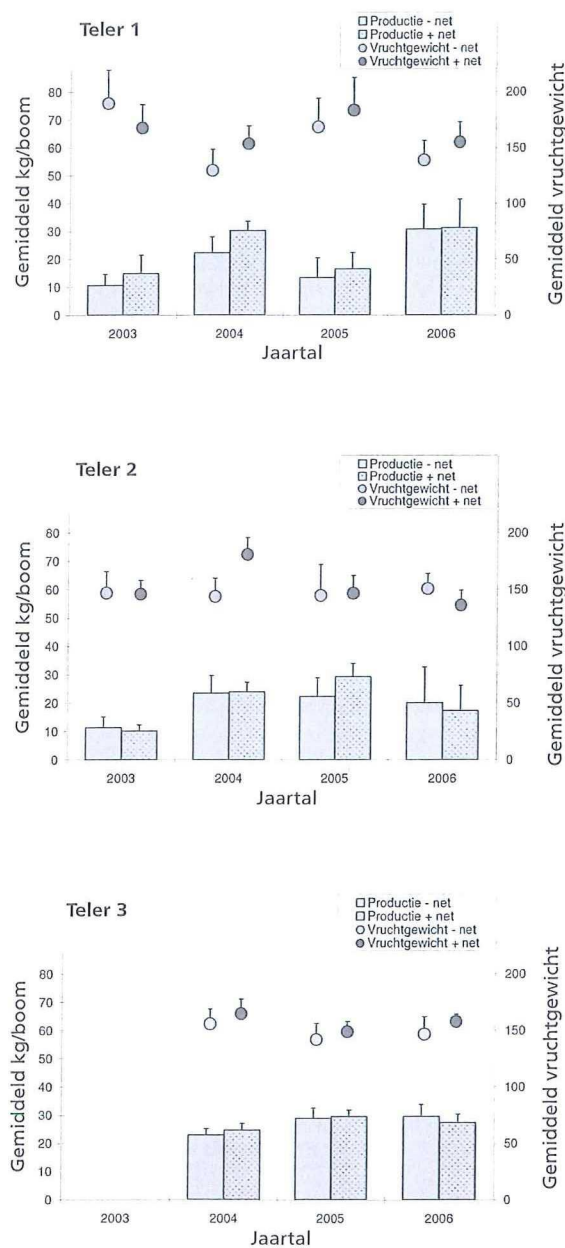 Teler 1
Productie - net
Productie + net
Vruchtgewicht - net
Vruchtgewicht + net
Gemiddeld kg/boom
80
70
60
50
40
30
20
10
0
200
150
100
50
0
Gemiddeld vruchtgewicht
2003 2004 2005 2006
Jaartal
Teler 2
Productie - net
Productie + net
Vruchtgewicht - net
Vruchtgewicht + net
Gemiddeld kg/boom
80
70
60
50
40
30
20
10
0
200
150
100
50
0
Gemiddeld vruchtgewicht
2003 2004 2005 2006
Jaartal
Teler 3
Productie - net
Productie + net
Vruchtgewicht - net
Vruchtgewicht + net
Gemiddeld kg/boom
80
70
60
50
40
30
20
10
0
200
150
100
50
0
Gemiddeld vruchtgewicht
2003 2004 2005 2006
Jaartal